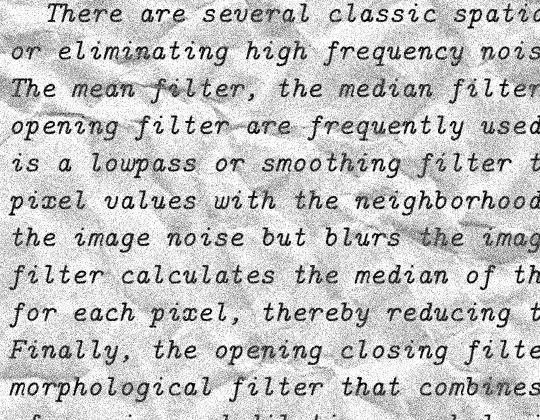 There are several classic spatia
or eliminating high frequency nois
The mean filter, the median filter
opening filter are frequently used
is a lowpass or smoothing filter t
pixel values with the neighborhood
the image noise but blurs the imag
filter calculates the median of th
for each pixel, thereby reducing t
Finally, the opening closing filte
morphological filter that combines